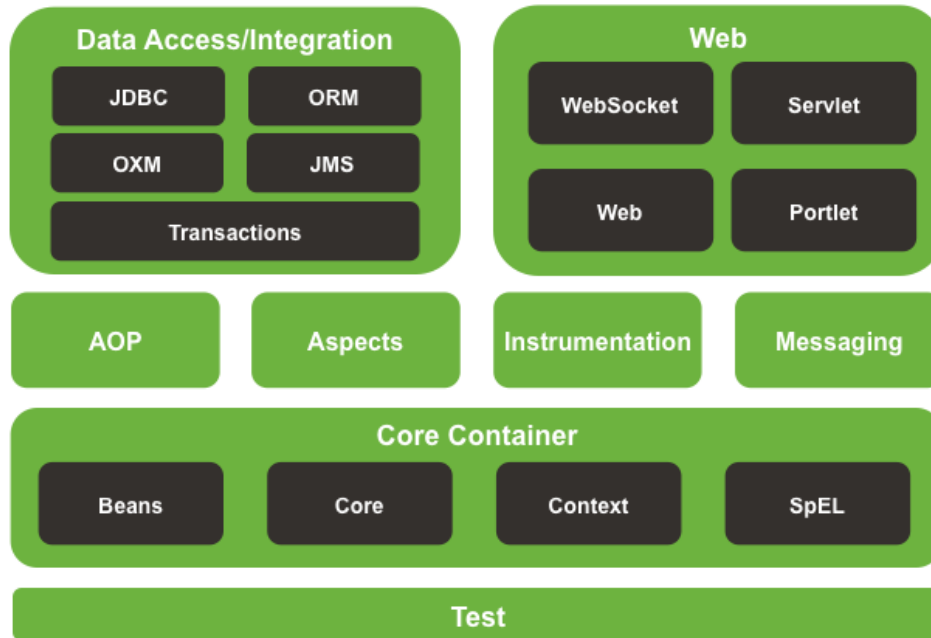 Data Access/Integration
JDBC
ORM
OXM
JMS
Transactions
Web
WebSocket
Servlet
Web
Portlet
AOP
Aspects
Instrumentation
Messaging
Core Container
Beans
Core
Context
SpEL
Test